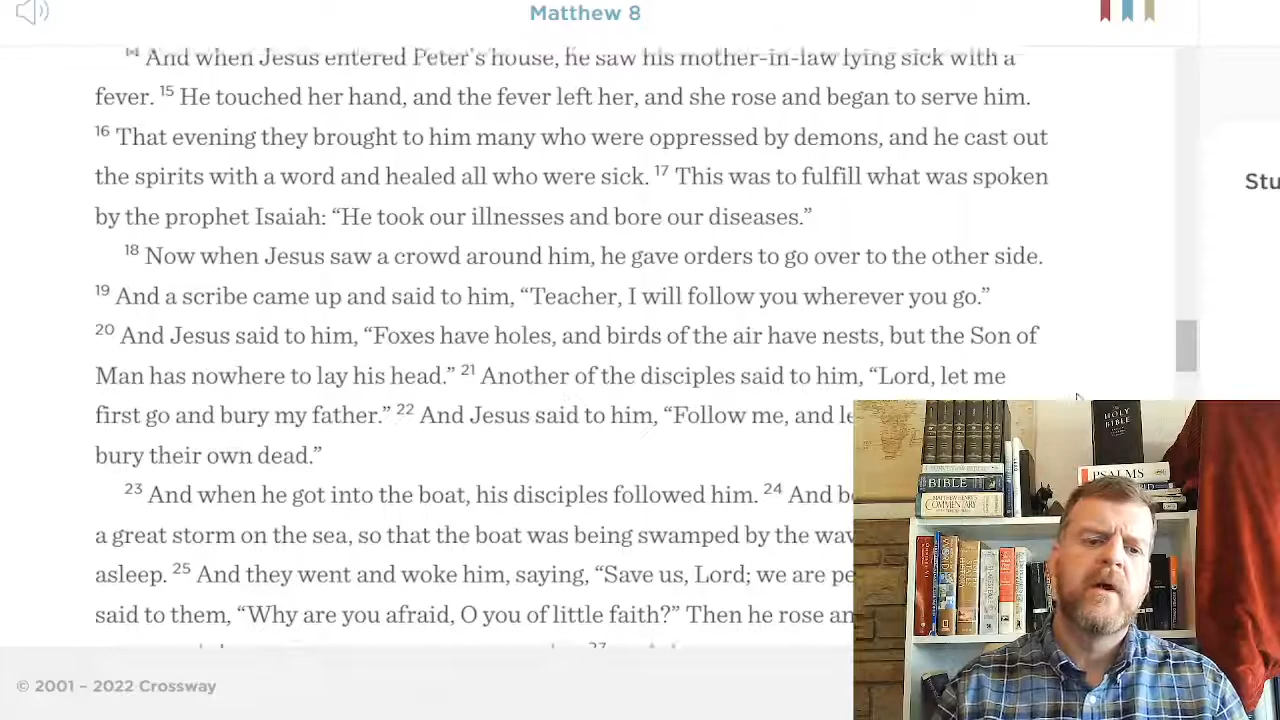 Matthew 8
14 And when Jesus entered Peter's house, he saw his mother-in-law lying sick with a
fever. 15 He touched her hand, and the fever left her, and she rose and began to serve him.
16 That evening they brought to him many who were oppressed by demons, and he cast out
the spirits with a word and healed all who were sick. 17 This was to fulfill what was spoken
by the prophet Isaiah: “He took our illnesses and bore our diseases.”
18 Now when Jesus saw a crowd around him, he gave orders to go over to the other side.
19 And a scribe came up and said to him, “Teacher, I will follow you wherever you go.”
20 And Jesus said to him, “Foxes have holes, and birds of the air have nests, but the Son of
Man has nowhere to lay his head.” 21 Another of the disciples said to him, “Lord, let me
first go and bury my father.” 22 And Jesus said to him, “Follow me, and le
bury their own dead.”
23 And when he got into the boat, his disciples followed him. 24 And b
a great storm on the sea, so that the boat was being swamped by the wav
asleep. 25 And they went and woke him, saying, “Save us, Lord; we are pe
said to them, “Why are you afraid, O you of little faith?” Then he rose an
27
© 2001 – 2022 Crossway
Stu
HOLY
BIBLE
PSALMS
BIBLE
MATTHEW HENRY'S
COMMENTARY